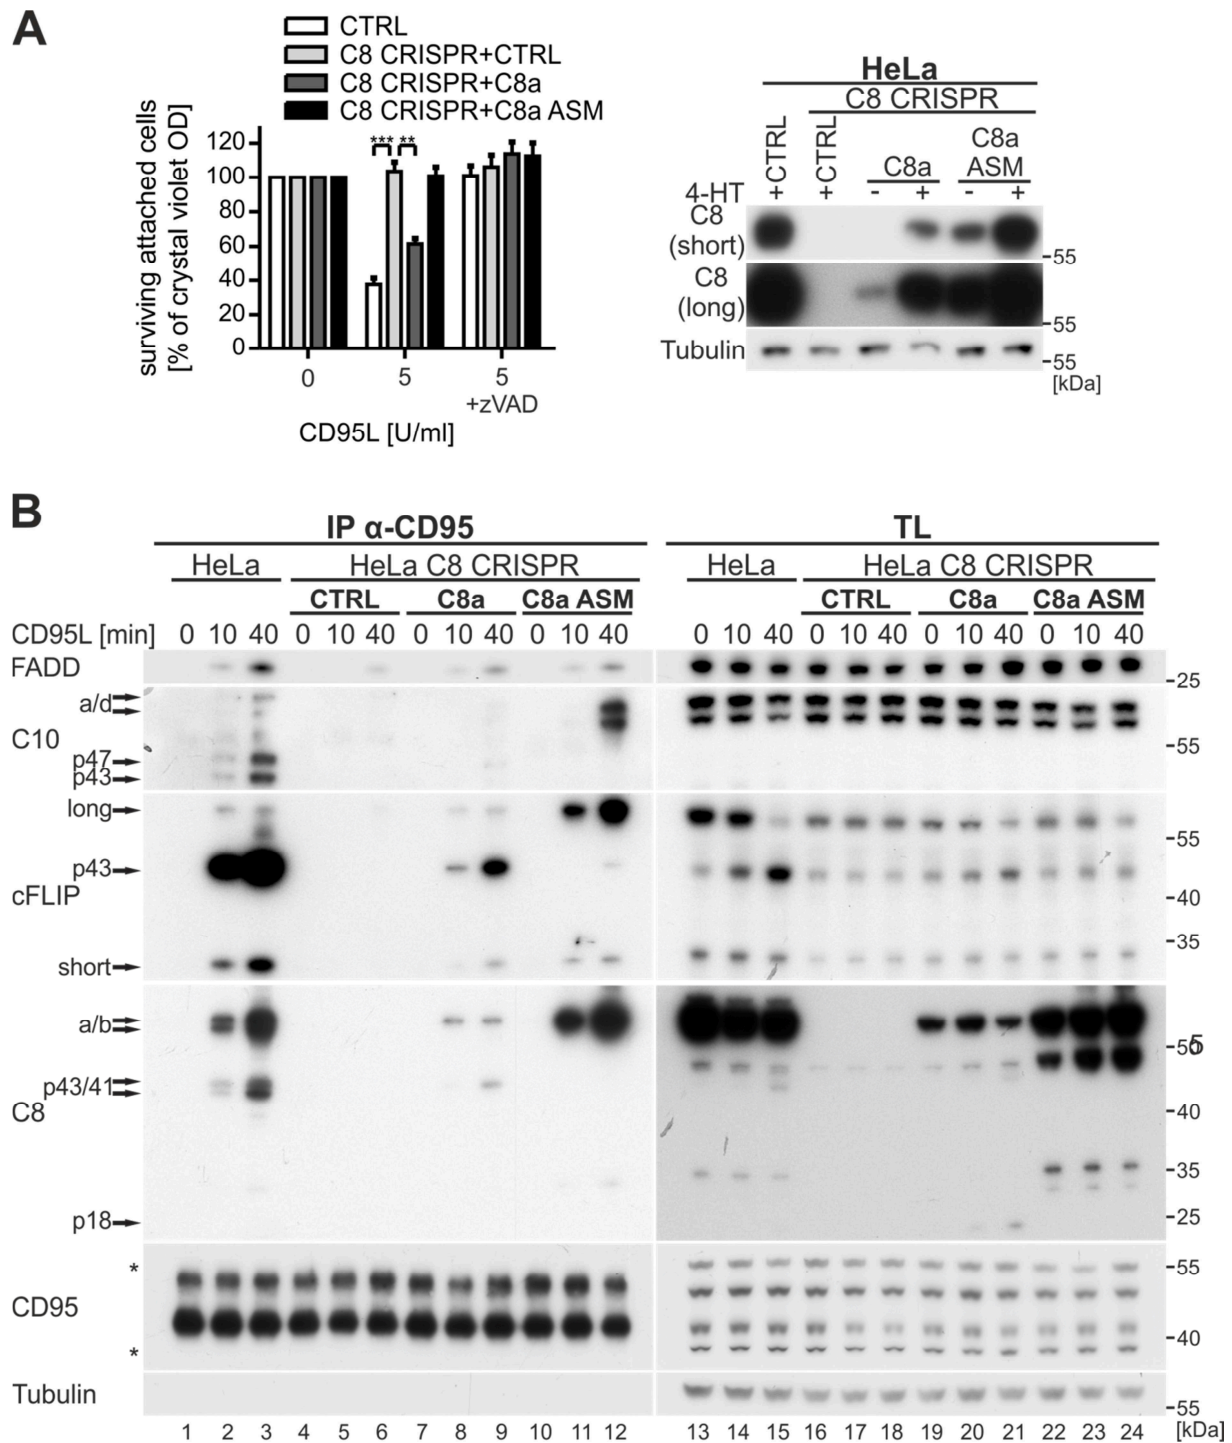 A
CTRL
C8 CRISPR+CTRL
C8 CRISPR+C8a
C8 CRISPR+C8a ASM
surviving attached cells
[% of crystal violet OD]
120
100
80
60
40
20
0
*** **
0 5 5
+zVAD
CD95L [U/ml]
HeLa
C8 CRISPR
CTRL CTRL C8a C8a ASM
4-HT + + - + - +
C8
(short)
55
C8
(long)
55
Tubulin
55
[kDa]
B
IP α-CD95 TL
HeLa HeLa C8 CRISPR HeLa HeLa C8 CRISPR
CTRL C8a C8a ASM CTRL C8a C8a ASM
CD95L [min] 0 10 40 0 10 40 0 10 40 0 10 40 0 10 40 0 10 40 0 10 40 0 10 40
FADD
25
a/d
C10
55
p47
p43
long
55
p43
cFLIP
40
35
short
a/b
55
p43/41
C8
40
35
p18
25
*
55
CD95
40
*
Tubulin
55
1 2 3 4 5 6 7 8 9 10 11 12 13 14 15 16 17 18 19 20 21 22 23 24 [kDa]